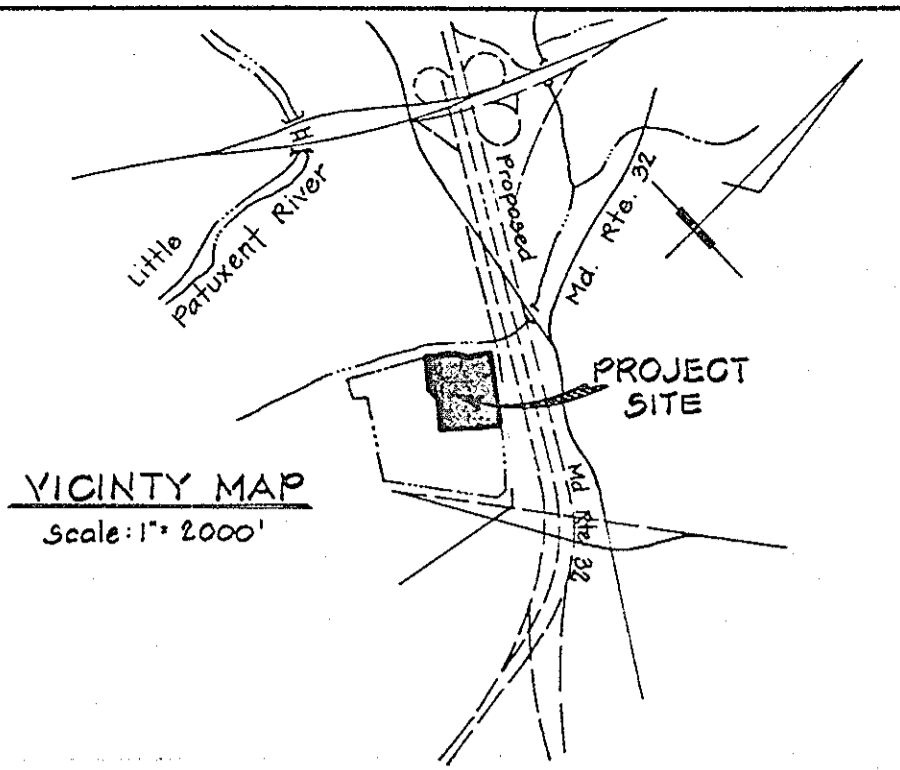 Little
Patuxent River
Proposed
Md. Rte. 32
PROJECT
SITE
VICINTY MAP
Scale: 1" = 2000'
Md Rte 32